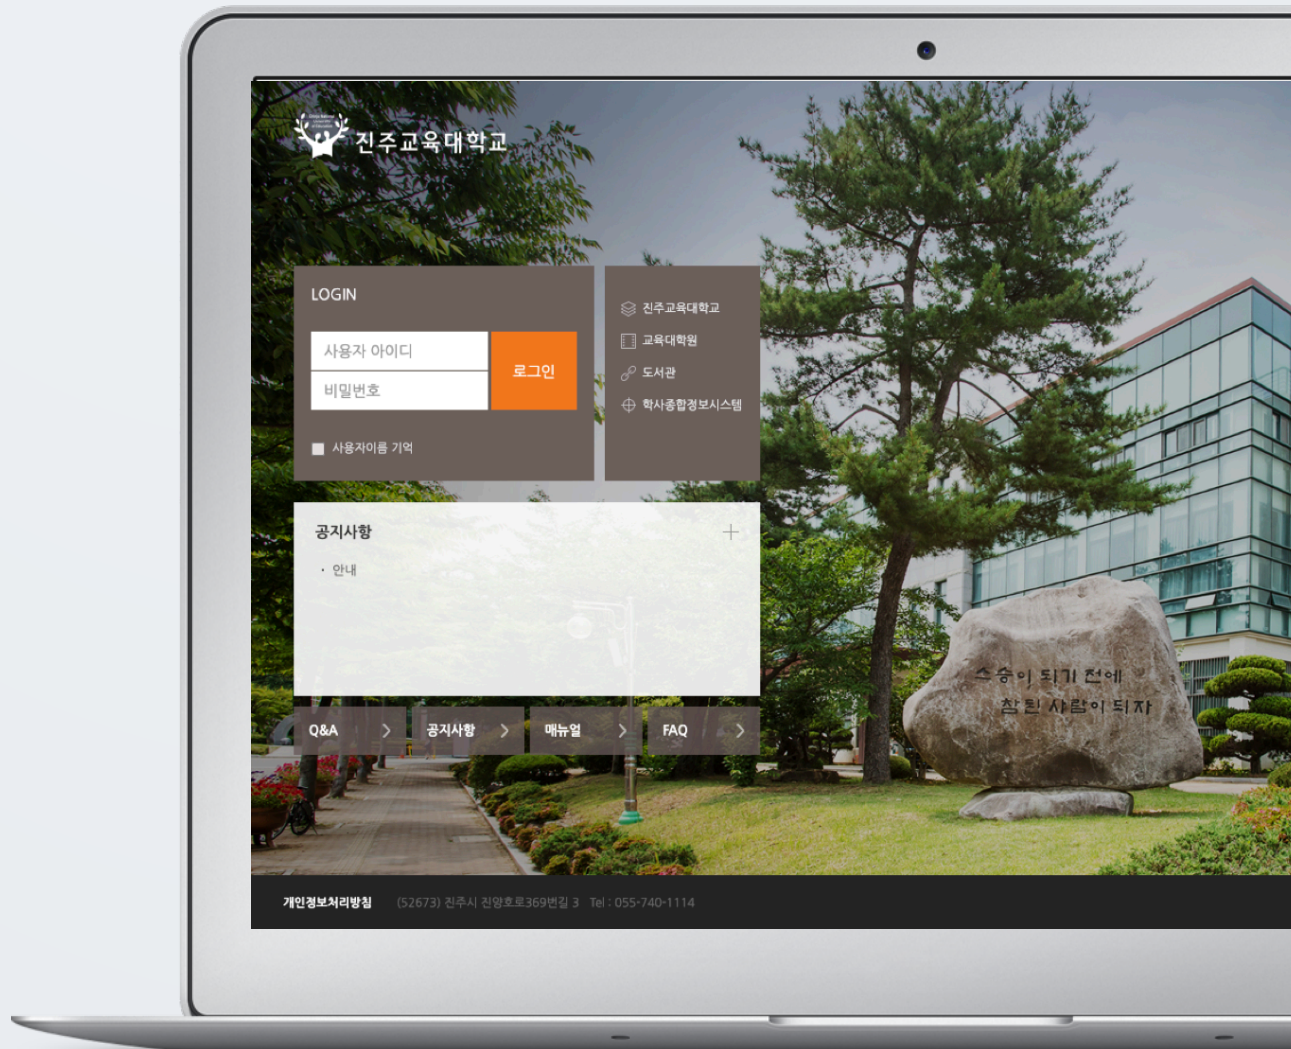 진주교육대학교
LOGIN
사용자 아이디
비밀번호
로그인
사용자이름 기억
진주교육대학교
교육대학원
도서관
학사종합정보시스템
공지사항
· 안내
스승이 되기 전에
참된 사람이 되자
Q&A
공지사항
매뉴얼
FAQ
개인정보처리방침 (52673) 진주시 진양호로369번길 3 Tel : 055-740-1114